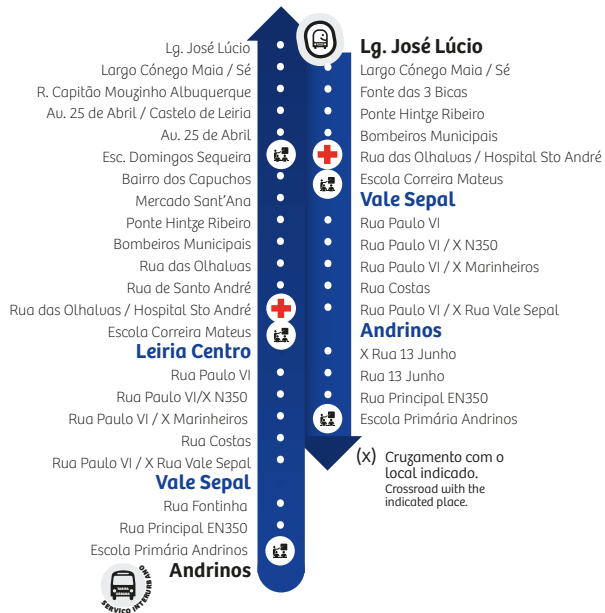 Lg. José Lúcio
Largo Cónego Maia / Sé
R. Capitão Mouzinho Albuquerque
Av. 25 de Abril / Castelo de Leiria
Av. 25 de Abril
Esc. Domingos Sequeira
Bairro dos Capuchos
Mercado Sant'Ana
Ponte Hintze Ribeiro
Bombeiros Municipais
Rua das Olhalvas
Rua de Santo André
Rua das Olhalvas / Hospital Sto André
Escola Correira Mateus
Leiria Centro
Rua Paulo VI
Rua Paulo VI/X N350
Rua Paulo VI / X Marinheiros
Rua Costas
Rua Paulo VI / X Rua Vale Sepal
Vale Sepal
Rua Fontinha
Rua Principal EN350
Escola Primária Andrinos
Andrinos
SERVIÇO INTERURBANO
Lg. José Lúcio
Largo Cónego Maia / Sé
Fonte das 3 Bicas
Ponte Hintze Ribeiro
Bombeiros Municipais
Rua das Olhalvas / Hospital Sto André
Escola Correira Mateus
Vale Sepal
Rua Paulo VI
Rua Paulo VI / X N350
Rua Paulo VI / X Marinheiros
Rua Costas
Rua Paulo VI / X Rua Vale Sepal
Andrinos
X Rua 13 Junho
Rua 13 Junho
Rua Principal EN350
Escola Primária Andrinos
(x) Cruzamento com o
local indicado.
Crossroad with the
indicated place.